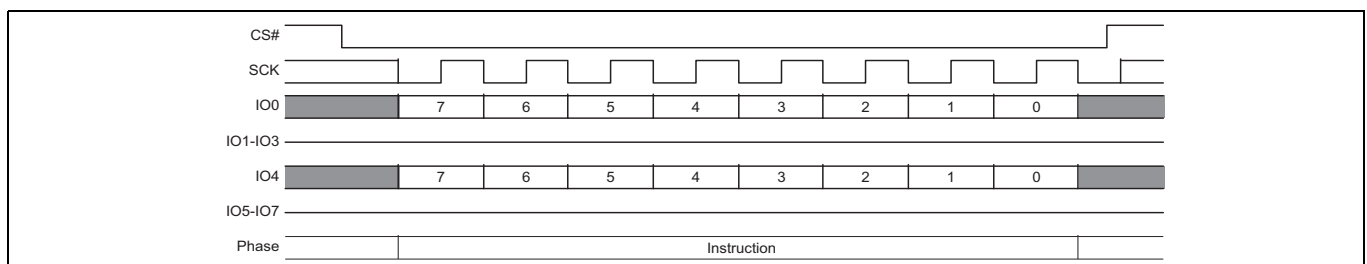 CS#
SCK
IO0 7 6 5 4 3 2 1 0
IO1-IO3
IO4 7 6 5 4 3 2 1 0
IO5-IO7
Phase Instruction